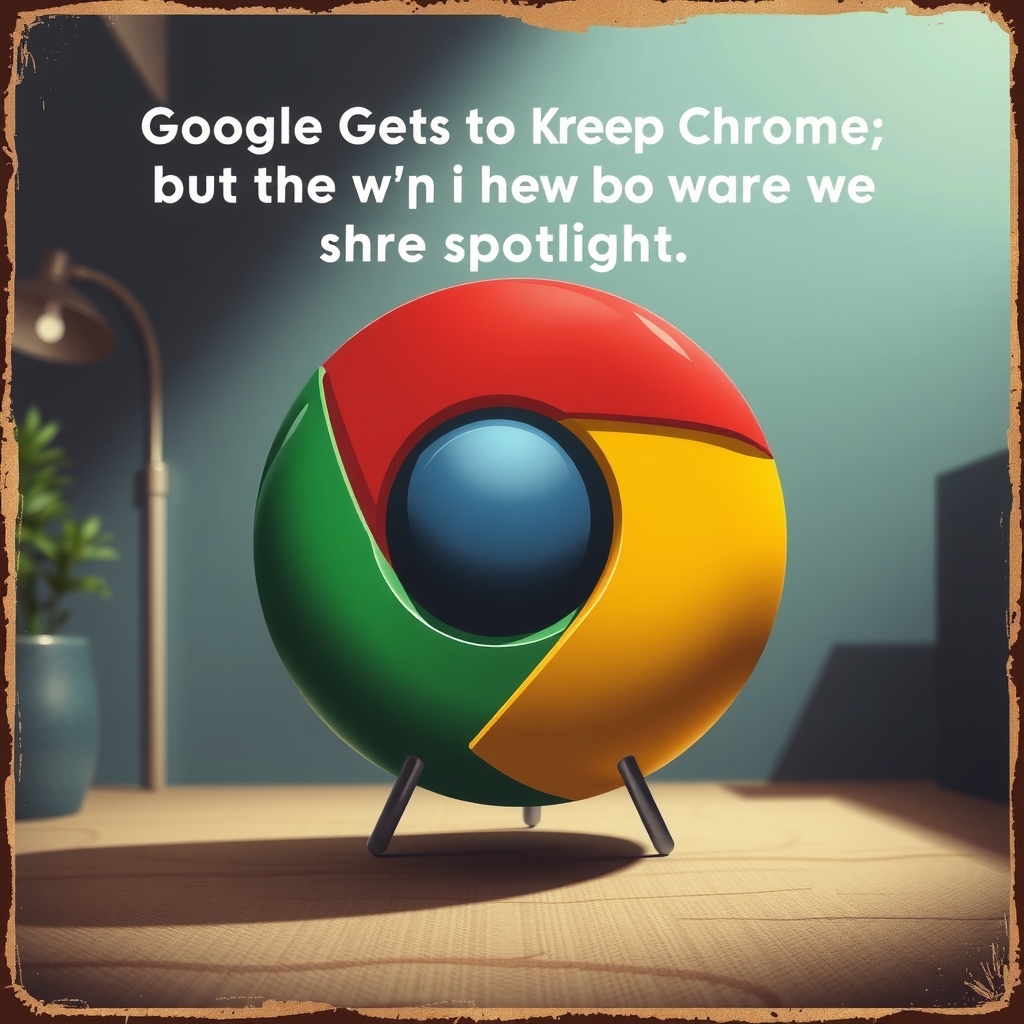 Google Gets to Kreep Chrome;
but the w'ƞ i hew bo ware we
shre spotlight.